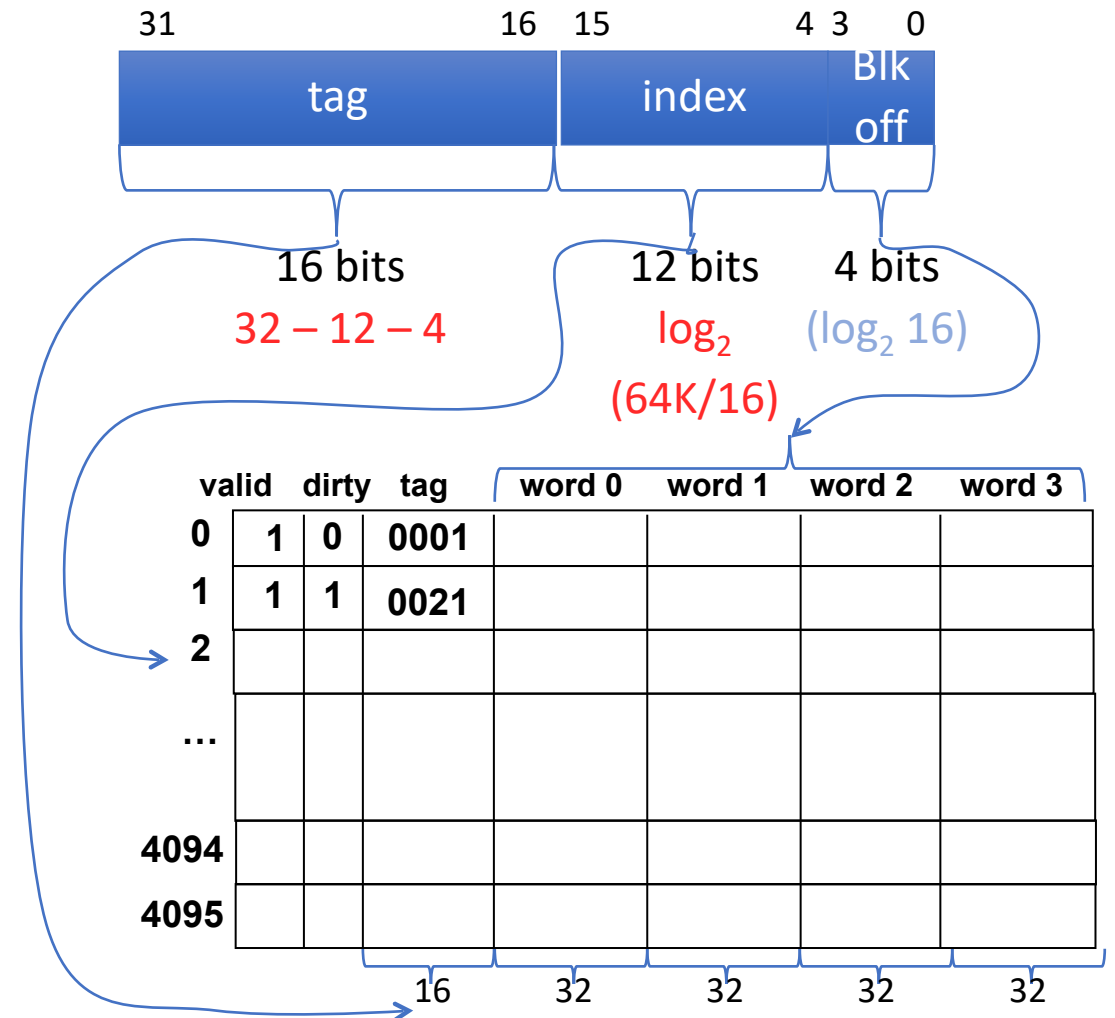 31 16 15 4 3 0
tag index Blk
off
16 bits 12 bits 4 bits
32 – 12 – 4 log₂ (log₂ 16)
(64K/16)
valid dirty tag word 0 word 1 word 2 word 3
0 1 0 0001
1 1 1 0021
2
...
4094
4095
16 32 32 32 32